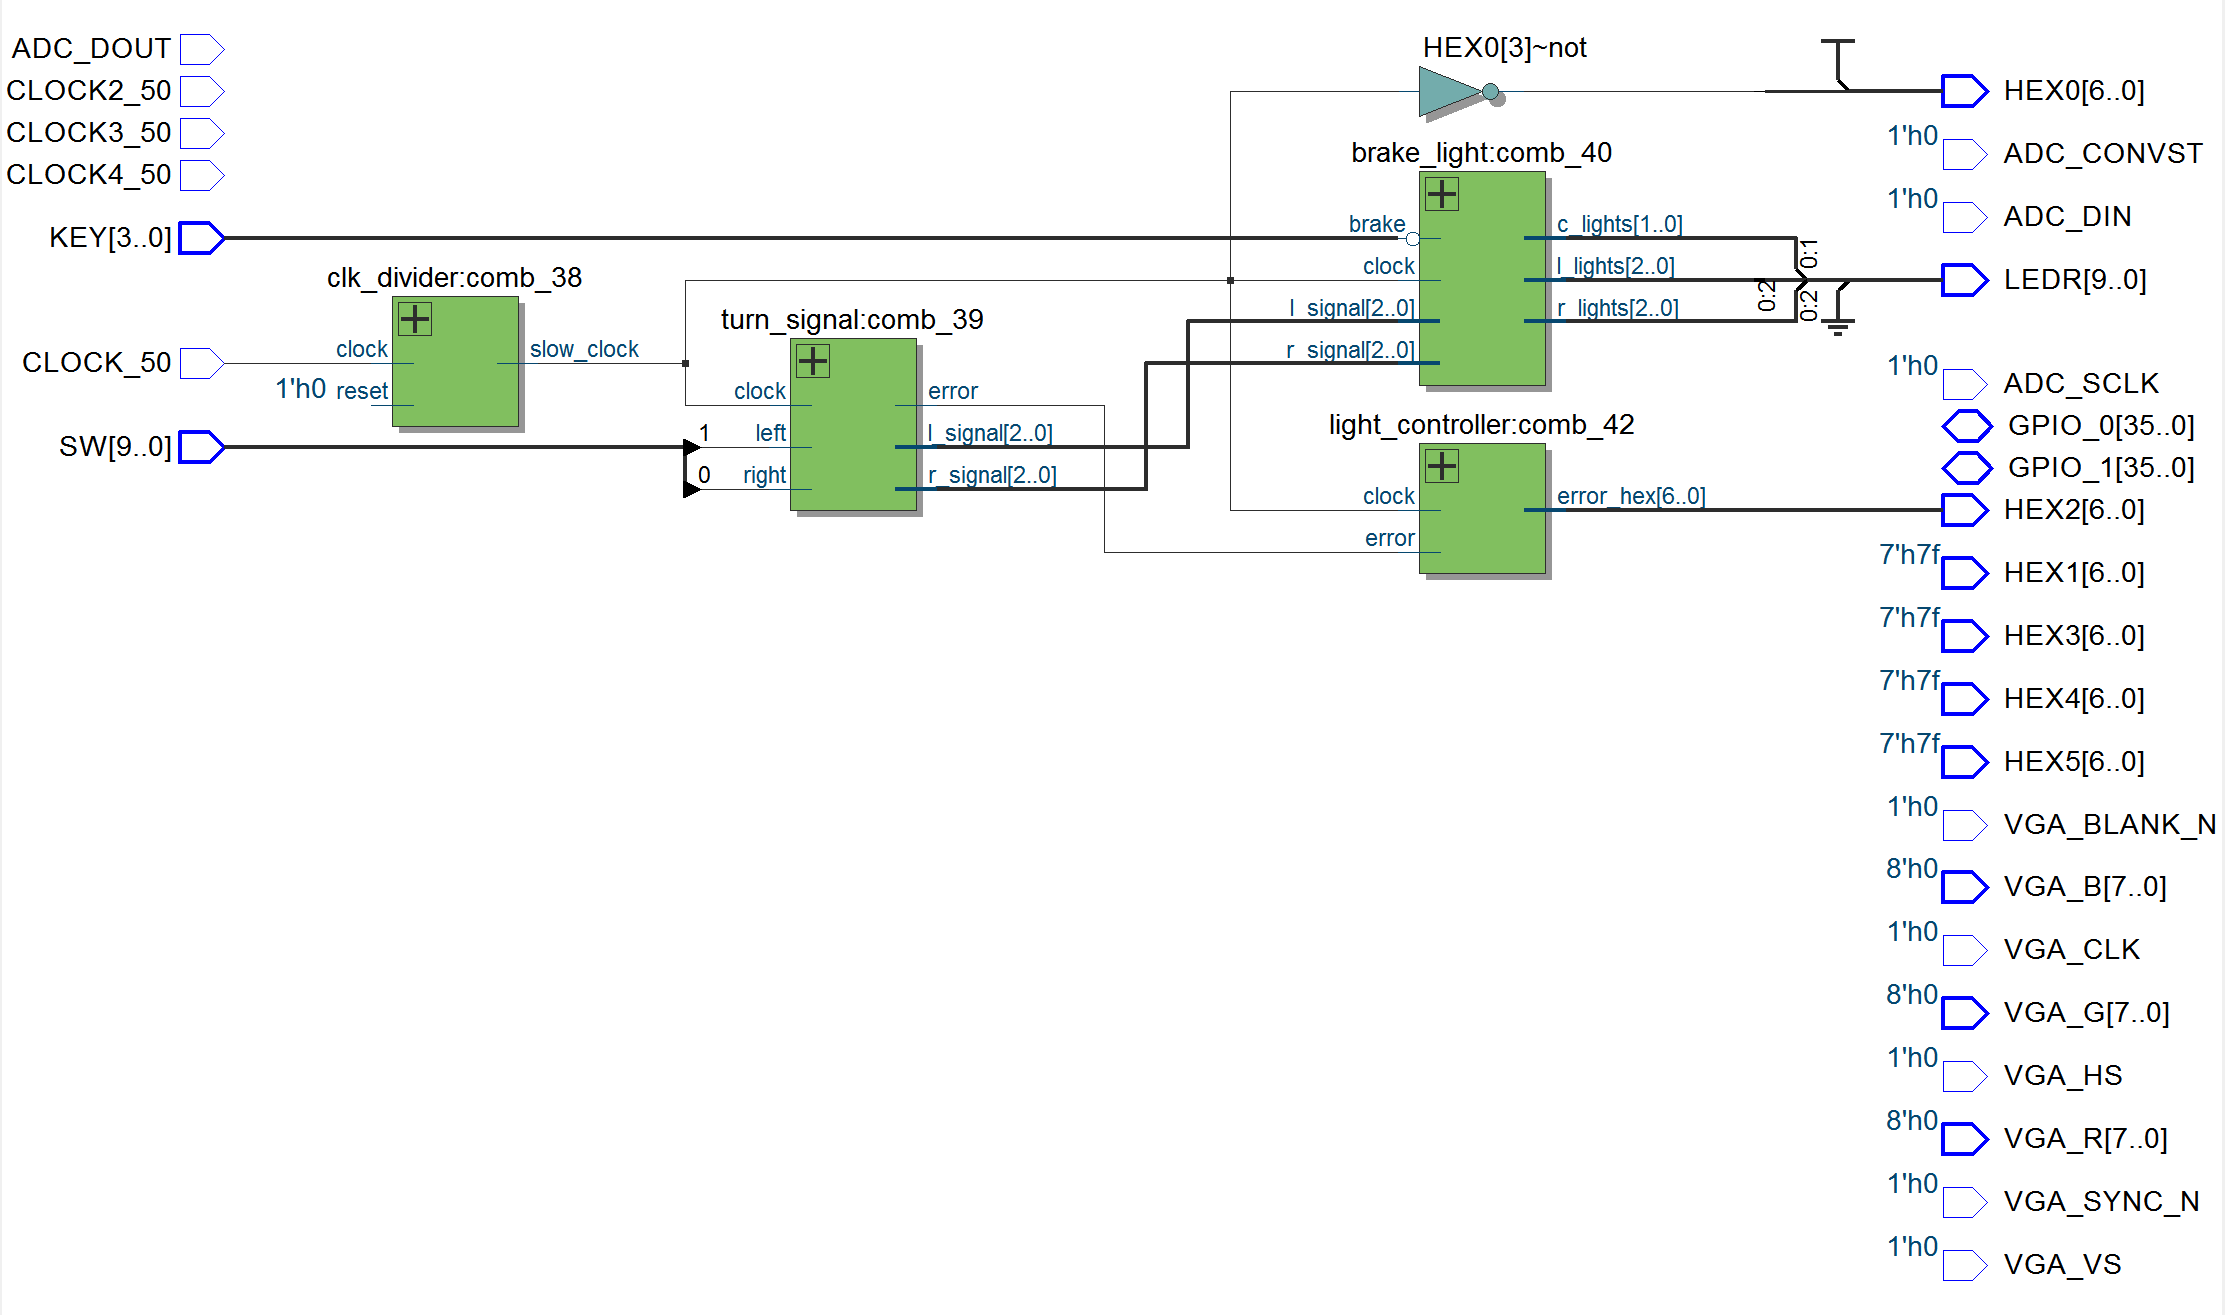 ADC_DOUT
CLOCK2_50
CLOCK3_50
CLOCK4_50
KEY[3..0]
CLOCK_50
SW[9..0]
clk_divider:comb_38
clock
1'h0 reset
slow_clock
turn_signal:comb_39
clock
1 left
0 right
error
l_signal[2..0]
r_signal[2..0]
HEX0[3]~not
brake_light:comb_40
brake
clock
l_signal[2..0]
r_signal[2..0]
c_lights[1..0]
l_lights[2..0]
r_lights[2..0]
0:1
0:2
0:2
light_controller:comb_42
clock
error
error_hex[6..0]
HEX0[6..0]
1'h0 ADC_CONVST
1'h0 ADC_DIN
LEDR[9..0]
1'h0 ADC_SCLK
GPIO_0[35..0]
GPIO_1[35..0]
HEX2[6..0]
7'h7f HEX1[6..0]
7'h7f HEX3[6..0]
7'h7f HEX4[6..0]
7'h7f HEX5[6..0]
1'h0 VGA_BLANK_N
8'h0 VGA_B[7..0]
1'h0 VGA_CLK
8'h0 VGA_G[7..0]
1'h0 VGA_HS
8'h0 VGA_R[7..0]
1'h0 VGA_SYNC_N
1'h0 VGA_VS